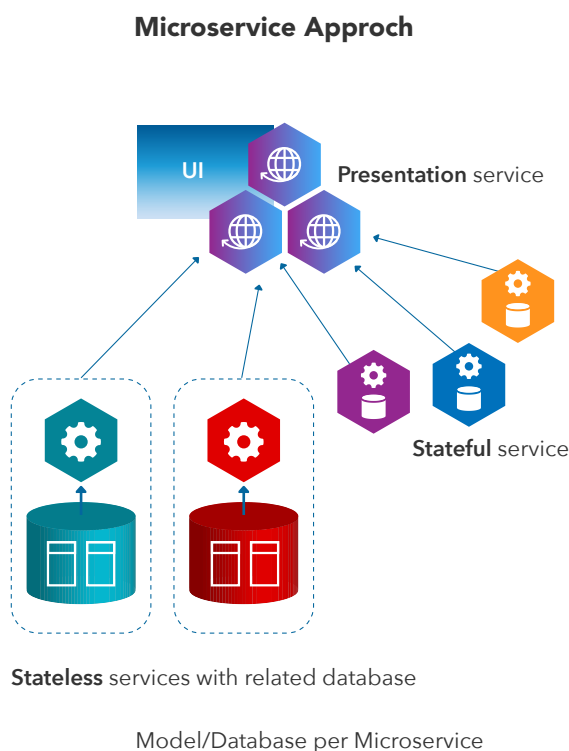 Microservice Approch
UI
Presentation service
Stateful service
Stateless services with related database
Model/Database per Microservice